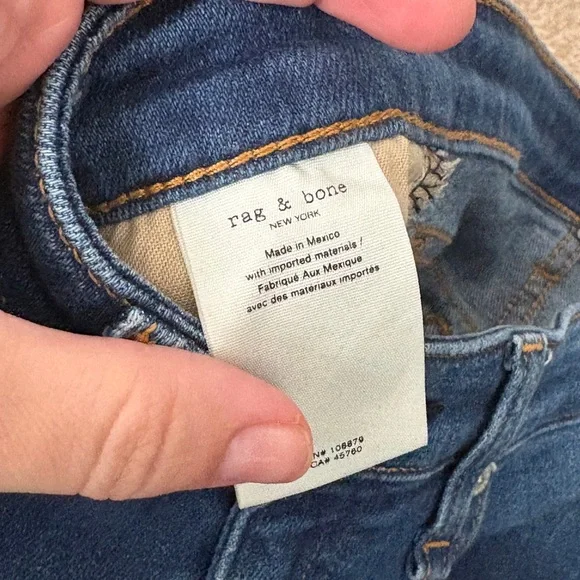 rag & bone
NEW YORK
Made in Mexico
with imported materials /
Fabriqué Aux Mexique
avec des matériaux importés
N# 106879
CA# 45760